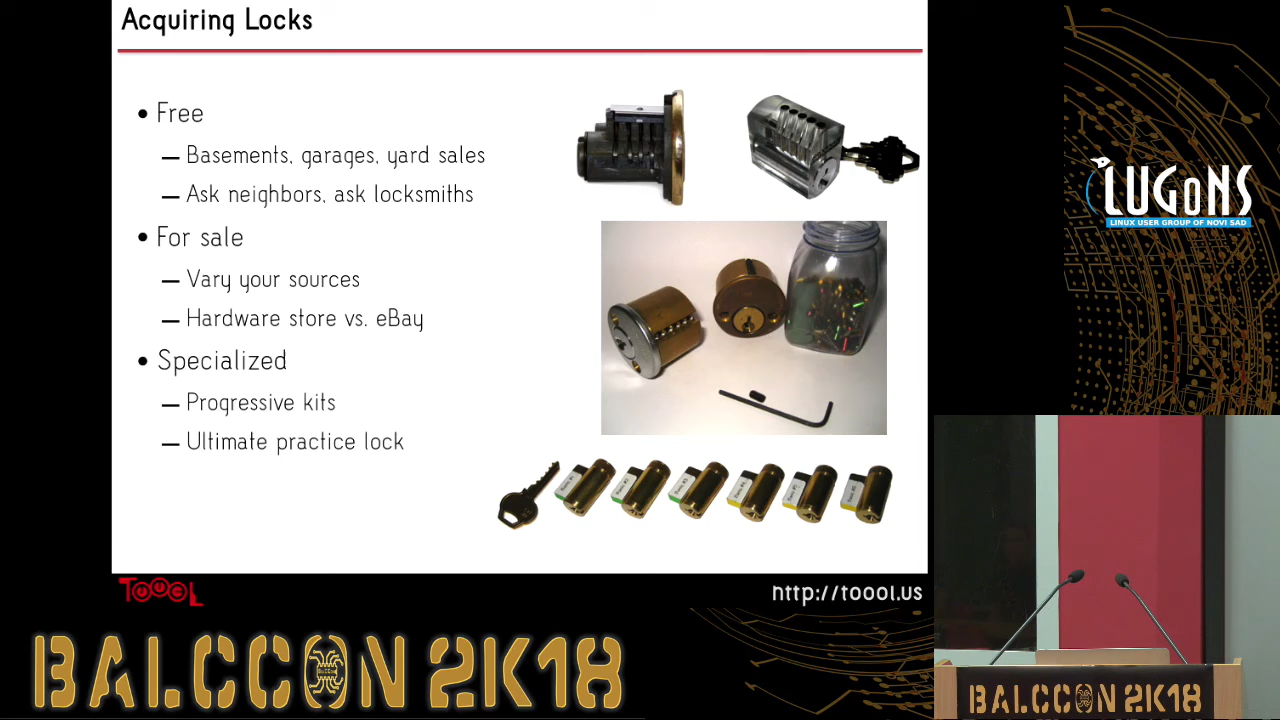 Acquiring Locks
• Free
— Basements, garages, yard sales
— Ask neighbors, ask locksmiths
• For sale
— Vary your sources
— Hardware store vs. eBay
• Specialized
— Progressive kits
— Ultimate practice lock
TOOOL
http://toool.us
LUGoNS
LINUX USER GROUP OF NOVI SAD
BALCCON 2K18
BALCCON 2K18